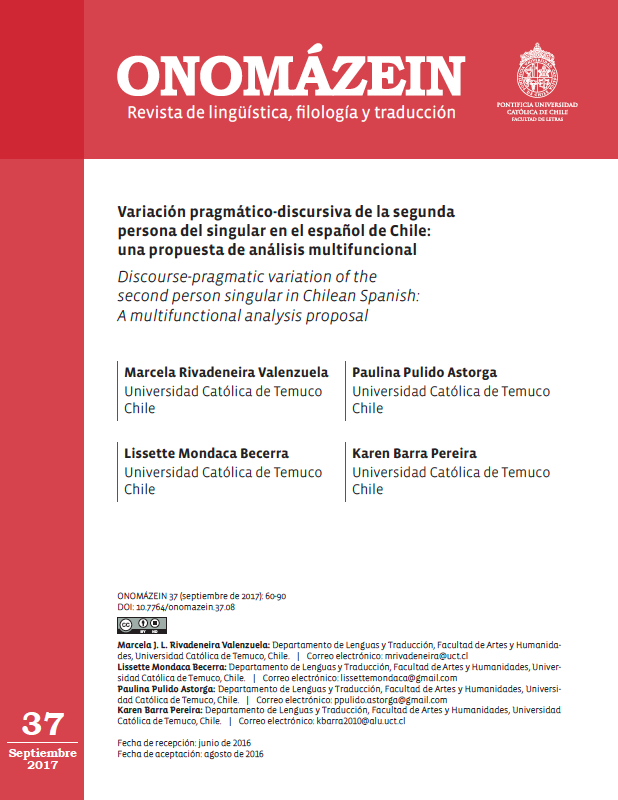 ONOMÁZEIN
Revista de lingüística, filología y traducción
PONTIFICIA UNIVERSIDAD
CATÓLICA DE CHILE
FACULTAD DE LETRAS
Variación pragmático-discursiva de la segunda
persona del singular en el español de Chile:
una propuesta de análisis multifuncional
Discourse-pragmatic variation of the
second person singular in Chilean Spanish:
A multifunctional analysis proposal
Marcela Rivadeneira Valenzuela
Universidad Católica de Temuco
Chile
Paulina Pulido Astorga
Universidad Católica de Temuco
Chile
Lissette Mondaca Becerra
Universidad Católica de Temuco
Chile
Karen Barra Pereira
Universidad Católica de Temuco
Chile
ONOMÁZEIN 37 (septiembre de 2017): 60-90
DOI: 10.7764/onomazein.37.08
cc
BY ND
Marcela J. L. Rivadeneira Valenzuela: Departamento de Lenguas y Traducción, Facultad de Artes y Humanida-
des, Universidad Católica de Temuco, Chile. | Correo electrónico: mrivadeneira@uct.cl
Lissette Mondaca Becerra: Departamento de Lenguas y Traducción, Facultad de Artes y Humanidades, Univer-
sidad Católica de Temuco, Chile. | Correo electrónico: lissettemondaca@gmail.com
Paulina Pulido Astorga: Departamento de Lenguas y Traducción, Facultad de Artes y Humanidades, Universi-
dad Católica de Temuco, Chile. | Correo electrónico: ppulido.astorga@gmail.com
Karen Barra Pereira: Departamento de Lenguas y Traducción, Facultad de Artes y Humanidades, Universidad
Católica de Temuco, Chile. | Correo electrónico: kbarra2010@alu.uct.cl
Fecha de recepción: junio de 2016
Fecha de aceptación: agosto de 2016
37
Septiembre
2017